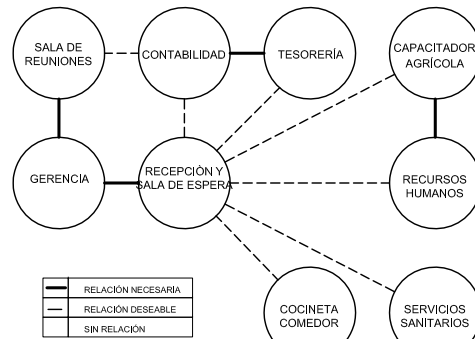 SALA DE
REUNIONES
CONTABILIDAD
TESORERÍA
CAPACITADOR
AGRÍCOLA
GERENCIA
RECEPCIÓN Y
SALA DE ESPERA
RECURSOS
HUMANOS
COCINETA
COMEDOR
SERVICIOS
SANITARIOS
RELACIÓN NECESARIA
RELACIÓN DESEABLE
SIN RELACIÓN